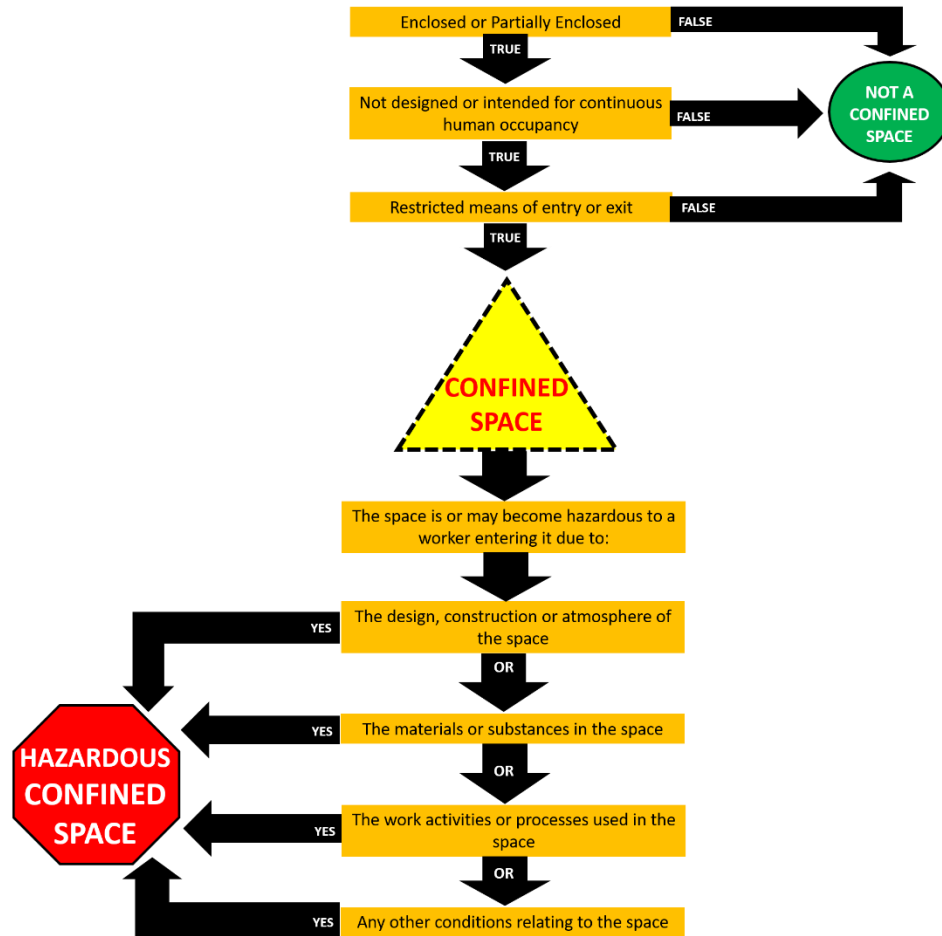 Enclosed or Partially Enclosed
FALSE
TRUE
Not designed or intended for continuous
human occupancy
FALSE
NOT A
CONFINED
SPACE
TRUE
Restricted means of entry or exit
FALSE
TRUE
CONFINED
SPACE
The space is or may become hazardous to a
worker entering it due to:
YES
The design, construction or atmosphere of
the space
OR
YES
The materials or substances in the space
HAZARDOUS
CONFINED
SPACE
OR
YES
The work activities or processes used in the
space
OR
YES
Any other conditions relating to the space